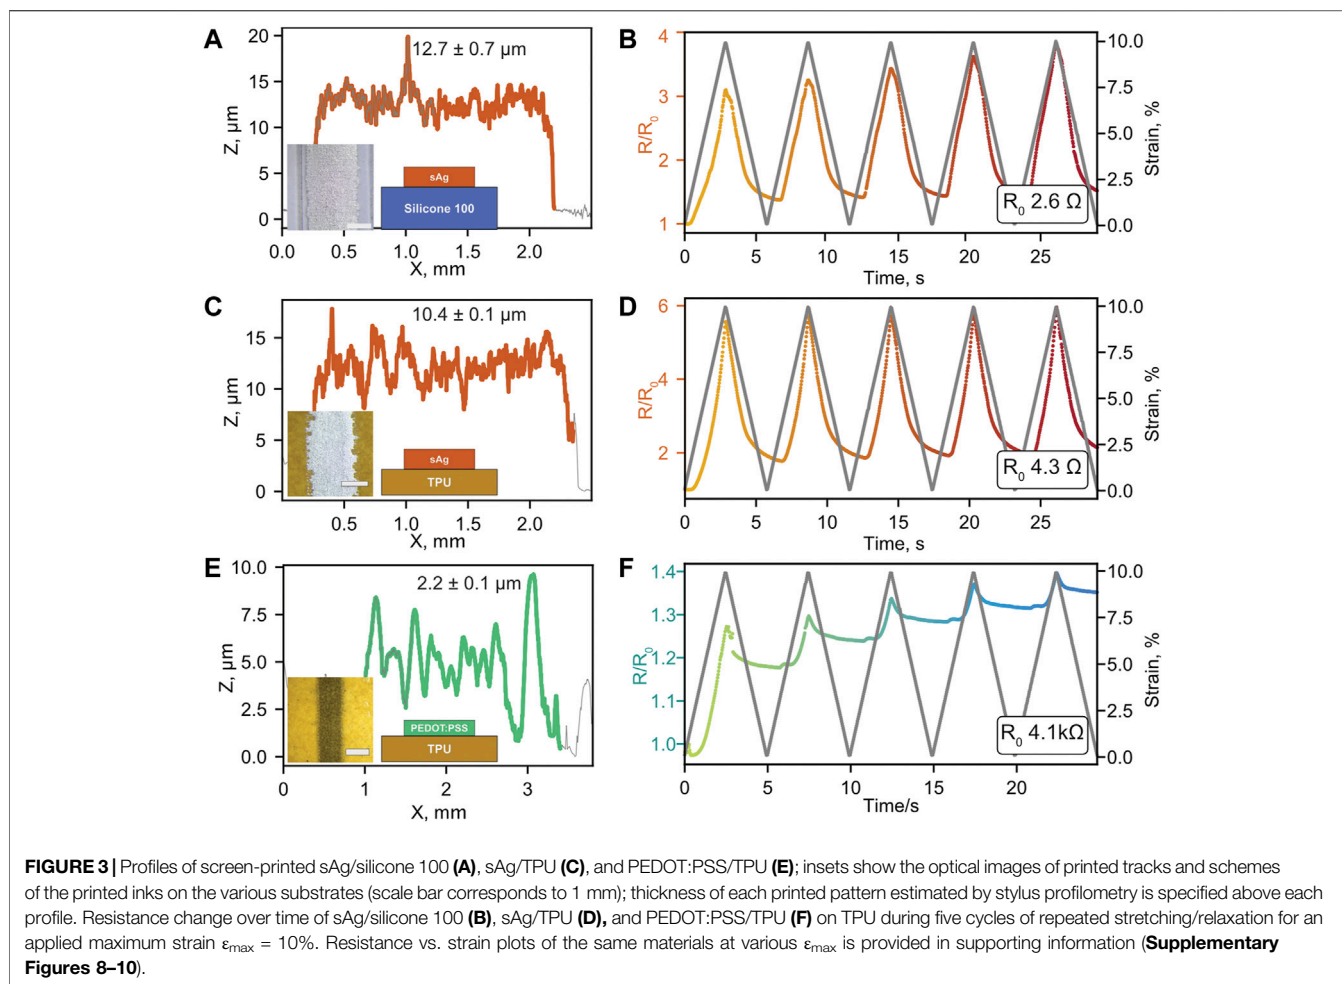 A
20
15
10
5
0
Z, μm
12.7 ± 0.7 μm
sAg
Silicone 100
0.0 0.5 1.0 1.5 2.0
X, mm
B
4
3
2
1
R/R₀
10.0
7.5
5.0
2.5
0.0
Strain, %
R₀ 2.6 Ω
0 5 10 15 20 25
Time, s
C
15
10
5
0
Z, μm
10.4 ± 0.1 μm
sAg
TPU
0.5 1.0 1.5 2.0
X, mm
D
6
4
2
R/R₀
10.0
7.5
5.0
2.5
0.0
Strain, %
R₀ 4.3 Ω
0 5 10 15 20 25
Time, s
E
10.0
7.5
5.0
2.5
0.0
Z, μm
2.2 ± 0.1 μm
PEDOT:PSS
TPU
0 1 2 3
X, mm
F
1.4
1.3
1.2
1.1
1.0
R/R₀
10.0
7.5
5.0
2.5
0.0
Strain, %
R₀ 4.1kΩ
0 5 10 15 20
Time/s
FIGURE 3 | Profiles of screen-printed sAg/silicone 100 (A), sAg/TPU (C), and PEDOT:PSS/TPU (E); insets show the optical images of printed tracks and schemes
of the printed inks on the various substrates (scale bar corresponds to 1 mm); thickness of each printed pattern estimated by stylus profilometry is specified above each
profile. Resistance change over time of sAg/silicone 100 (B), sAg/TPU (D), and PEDOT:PSS/TPU (F) on TPU during five cycles of repeated stretching/relaxation for an
applied maximum strain εmax = 10%. Resistance vs. strain plots of the same materials at various εmax is provided in supporting information (Supplementary
Figures 8–10).